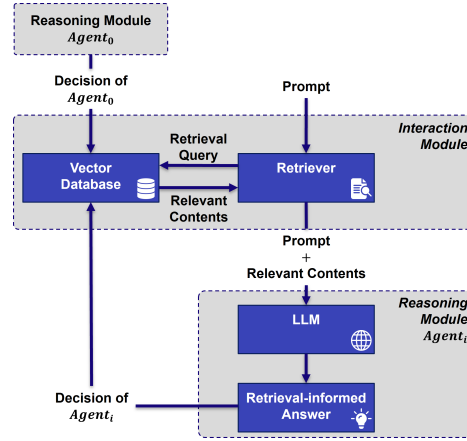 Reasoning Module
Agent₀
Decision of
Agent₀
Prompt
Interaction
Module
Retrieval
Query
Vector
Database
Retriever
Relevant
Contents
Prompt
+
Relevant Contents
Reasoning
Module
Agentᵢ
LLM
Decision of
Agentᵢ
Retrieval-informed
Answer